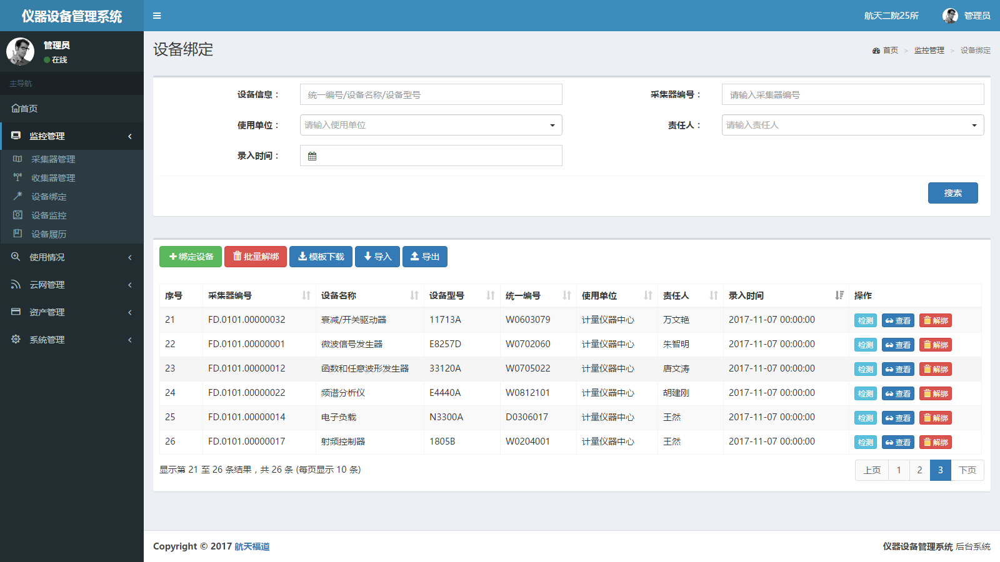 仪器设备管理系统
航天二院25所
管理员
管理员
在线
主导航
首页
监控管理
采集器管理
收集器管理
设备绑定
设备监控
设备履历
使用情况
云网管理
资产管理
系统管理
设备绑定
首页 > 监控管理 > 设备绑定
设备信息： 统一编号/设备名称/设备型号 采集器编号： 请输入采集器编号
使用单位： 请输入使用单位 责任人： 请输入责任人
录入时间：
搜索
绑定设备 批量解绑 模板下载 导入 导出
序号 采集器编号 设备名称 设备型号 统一编号 使用单位 责任人 录入时间 操作
21 FD.0101.00000032 衰减/开关驱动器 11713A W0603079 计量仪器中心 万文艳 2017-11-07 00:00:00 检测 查看 解绑
22 FD.0101.00000001 微波信号发生器 E8257D W0702060 计量仪器中心 朱智明 2017-11-07 00:00:00 检测 查看 解绑
23 FD.0101.00000012 函数和任意波形发生器 33120A W0705022 计量仪器中心 唐文涛 2017-11-07 00:00:00 检测 查看 解绑
24 FD.0101.00000022 频谱分析仪 E4440A W0812101 计量仪器中心 胡建刚 2017-11-07 00:00:00 检测 查看 解绑
25 FD.0101.00000014 电子负载 N3300A D0306017 计量仪器中心 王然 2017-11-07 00:00:00 检测 查看 解绑
26 FD.0101.00000017 射频控制器 1805B W0204001 计量仪器中心 王然 2017-11-07 00:00:00 检测 查看 解绑
显示第 21 至 26 条结果，共 26 条 (每页显示 10 条)
上页 1 2 3 下页
Copyright © 2017 航天福道
仪器设备管理系统 后台系统